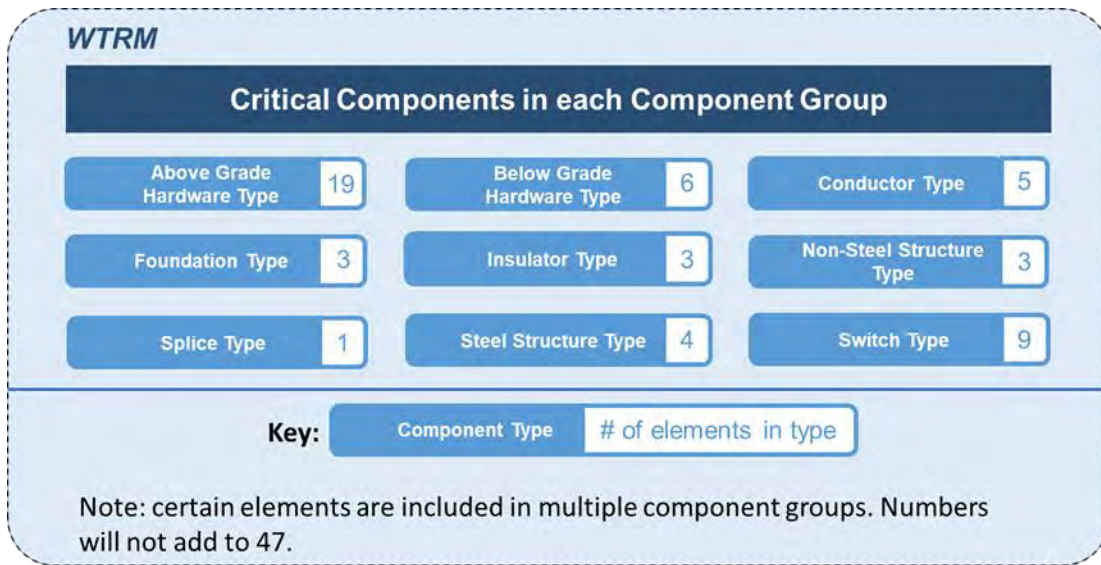 WTRM
Critical Components in each Component Group
Above Grade
Hardware Type
19
Below Grade
Hardware Type
6
Conductor Type
5
Foundation Type
3
Insulator Type
3
Non-Steel Structure
Type
3
Splice Type
1
Steel Structure Type
4
Switch Type
9
Key:
Component Type
# of elements in type
Note: certain elements are included in multiple component groups. Numbers
will not add to 47.